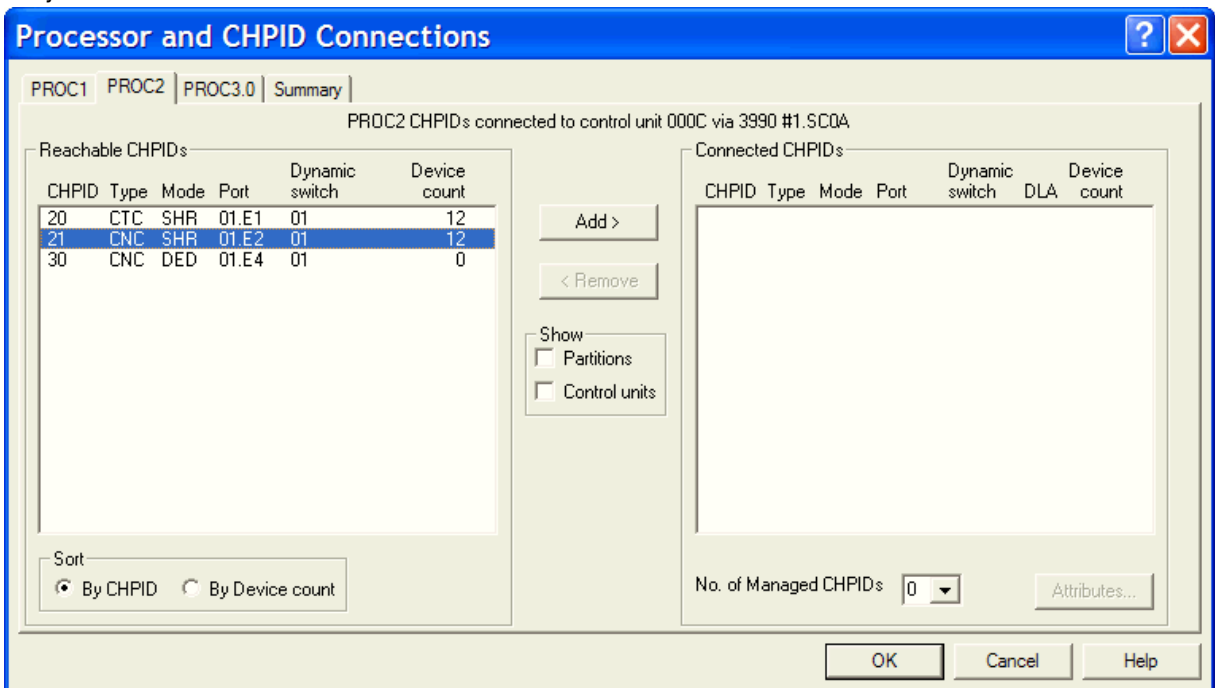 Processor and CHPID Connections
PROC1 PROC2 PROC3.0 Summary
PROC2 CHPIDs connected to control unit 000C via 3990 #1.SC0A
Reachable CHPIDs
CHPID Type Mode Port Dynamic switch Device count
20 CTC SHR 01.E1 01 12
21 CNC SHR 01.E2 01 12
30 CNC DED 01.E4 01 0
Sort
By CHPID By Device count
Add >
< Remove
Show
Partitions
Control units
Connected CHPIDs
CHPID Type Mode Port Dynamic switch DLA Device count
No. of Managed CHPIDs 0
Attributes...
OK Cancel Help